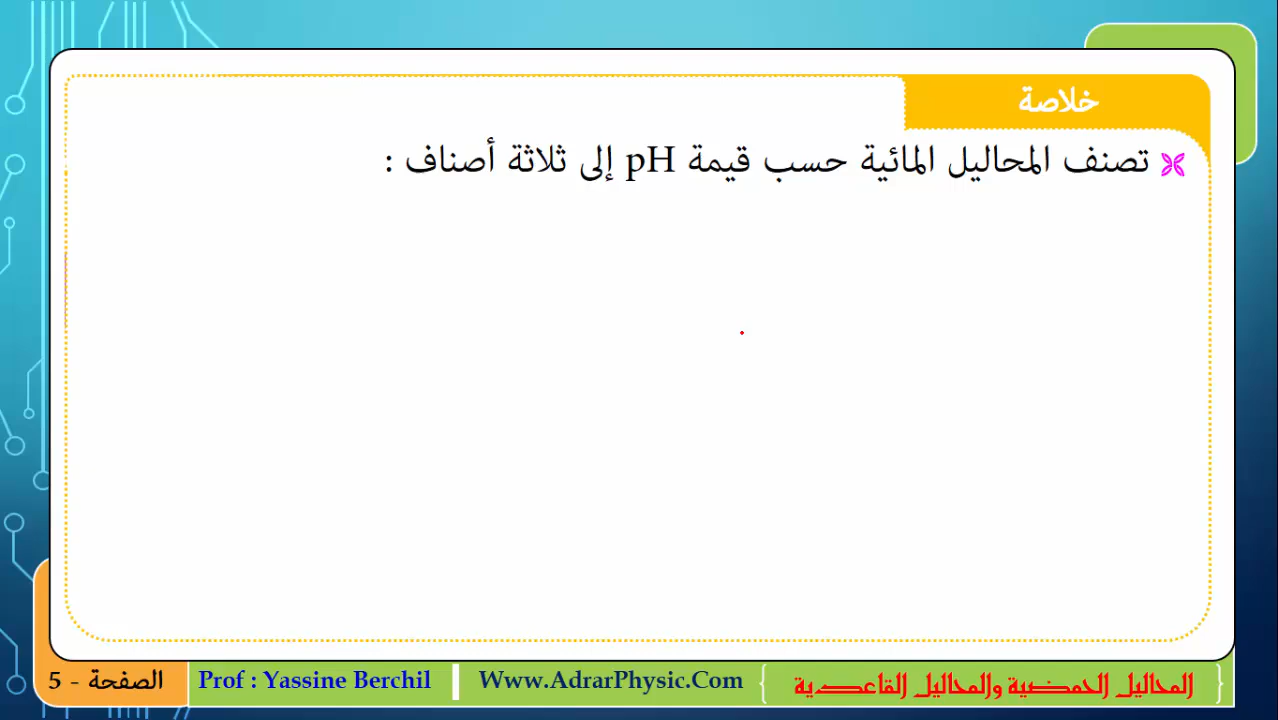 خلاصة
تصنف المحاليل المائية حسب قيمة pH إلى ثلاثة أصناف :
المحاليل الحمضية والمحاليل القاعدية
Www.AdrarPhysic.Com
Prof : Yassine Berchil
الصفحة - 5